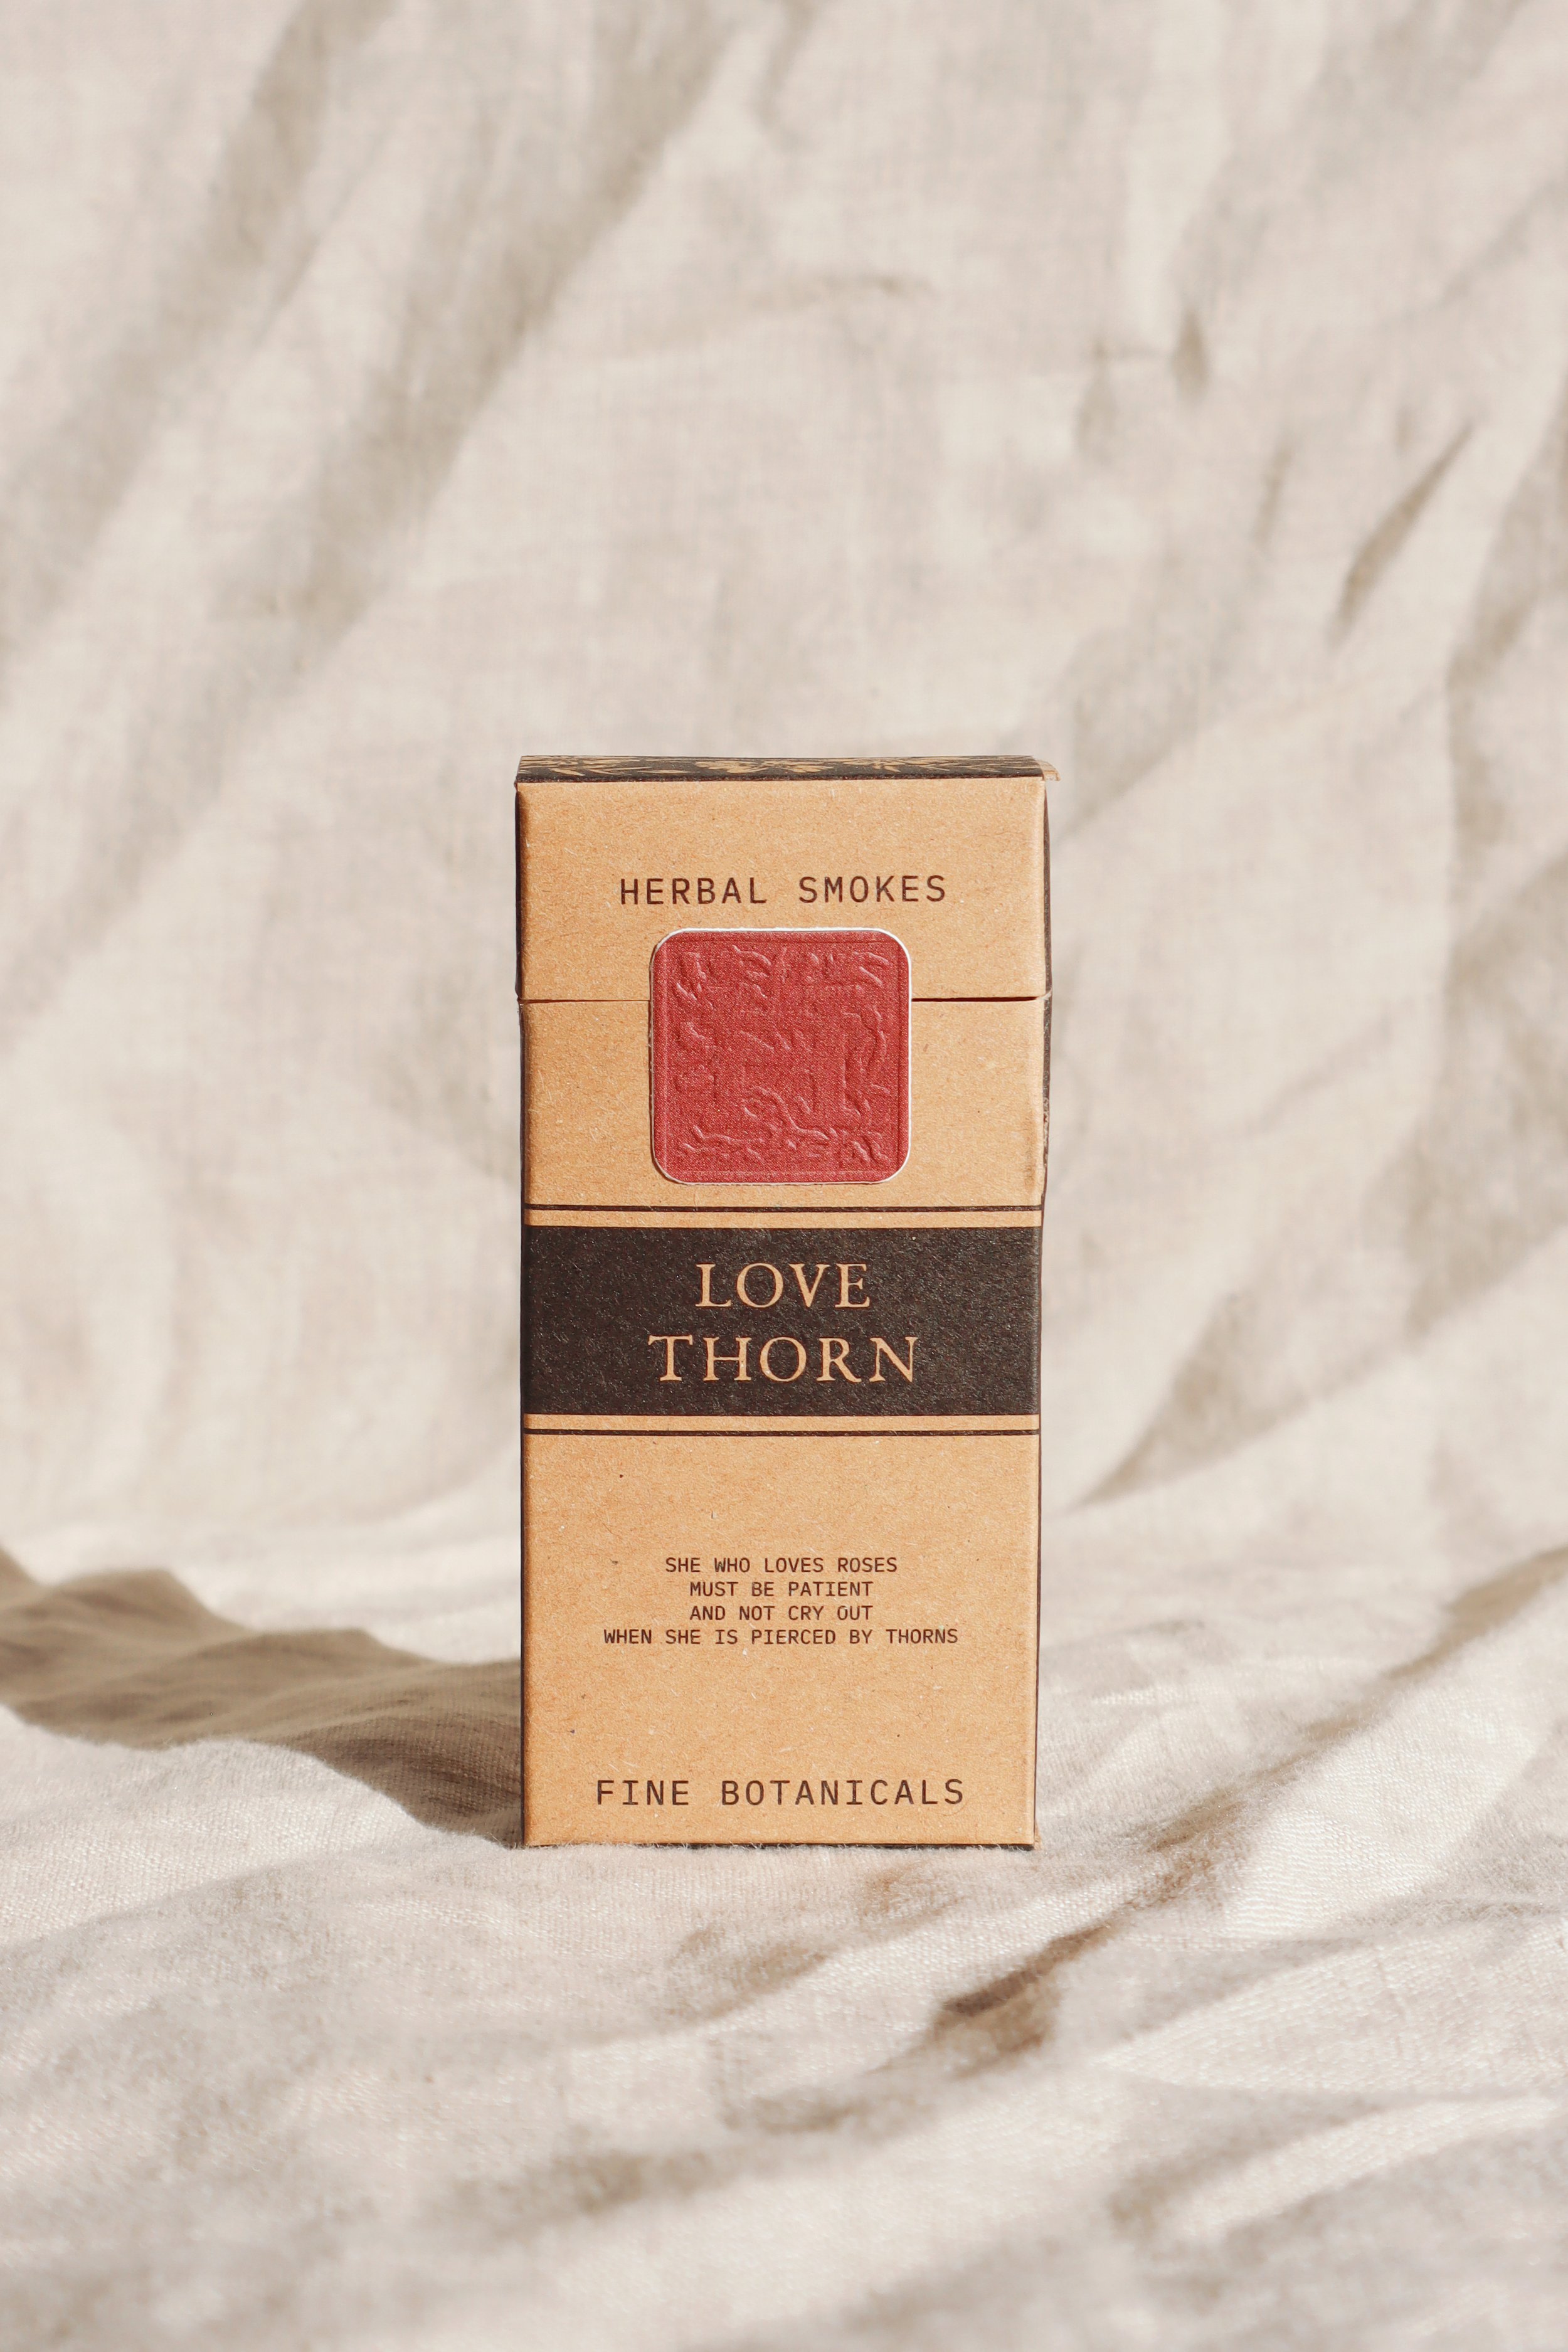 HERBAL SMOKES
LOVE
THORN
SHE WHO LOVES ROSES
MUST BE PATIENT
AND NOT CRY OUT
WHEN SHE IS PIERCED BY THORNS
FINE BOTANICALS